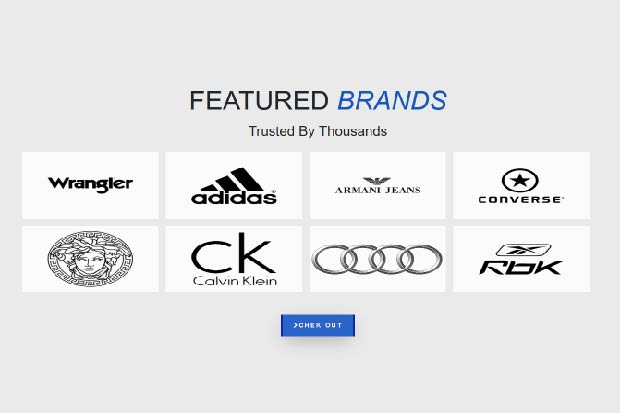 FEATURED BRANDS
Trusted By Thousands
Wrangler
adidas®
ARMANI JEANS
CONVERSE
CK
Calvin Klein
Rbk
CHEK OUT